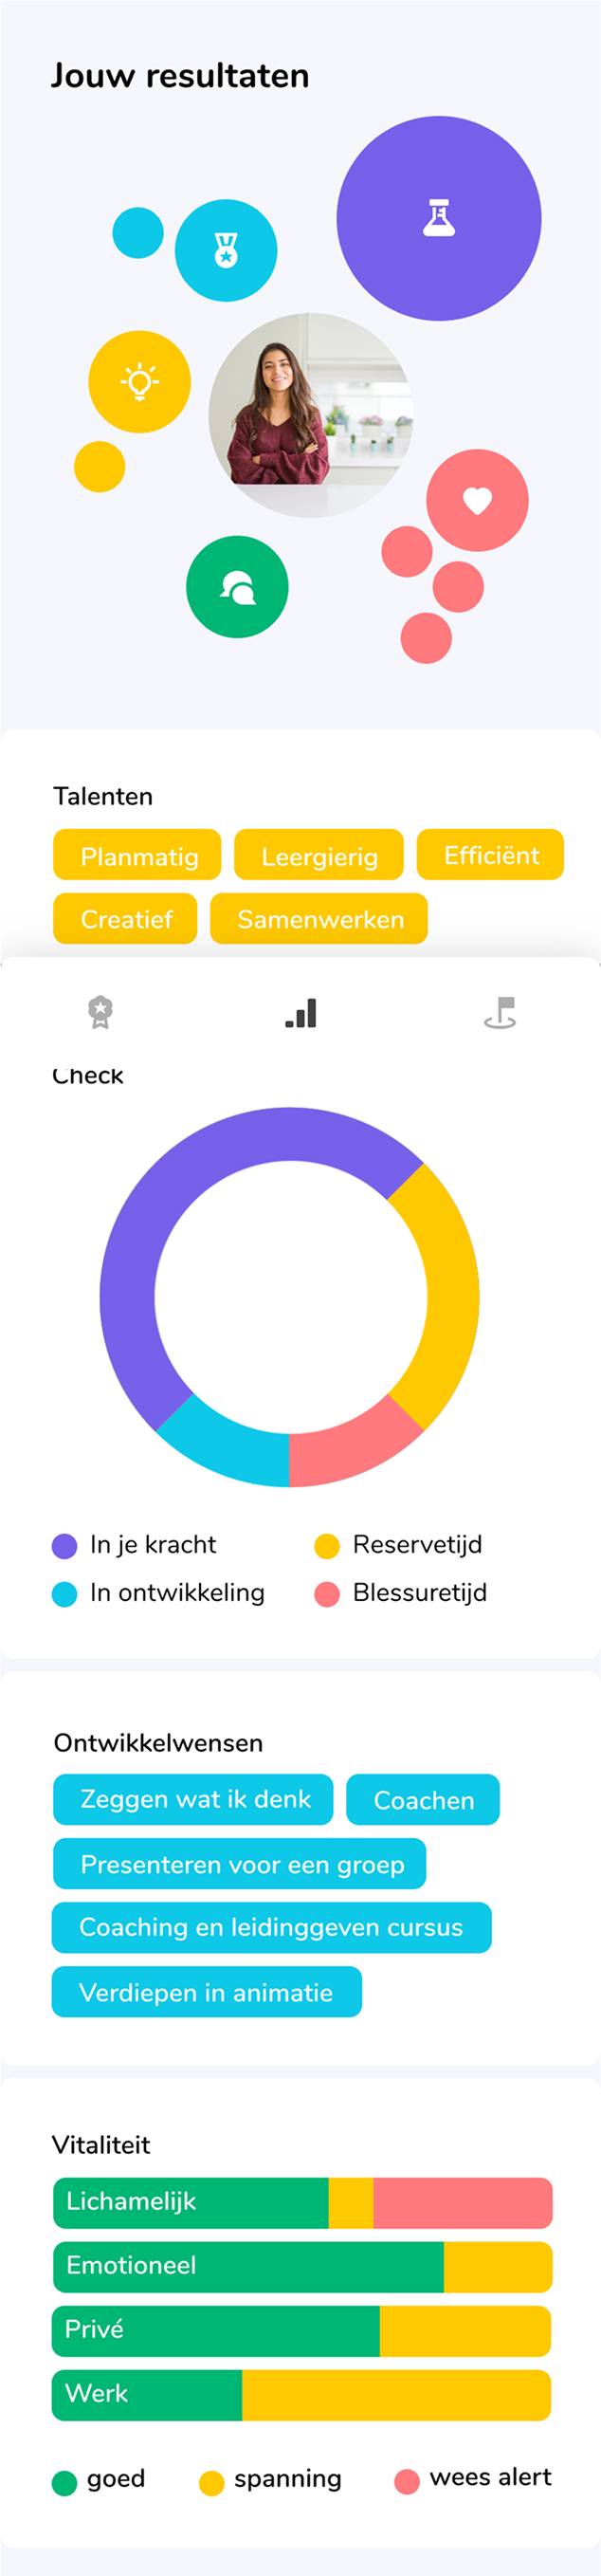 Jouw resultaten
Talenten
Planmatig Leergierig Efficiënt
Creatief Samenwerken
Check
In je kracht Reservetijd
In ontwikkeling Blessuretijd
Ontwikkelwensen
Zeggen wat ik denk Coachen
Presenteren voor een groep
Coaching en leidinggeven cursus
Verdiepen in animatie
Vitaliteit
Lichamelijk
Emotioneel
Privé
Werk
goed spanning wees alert